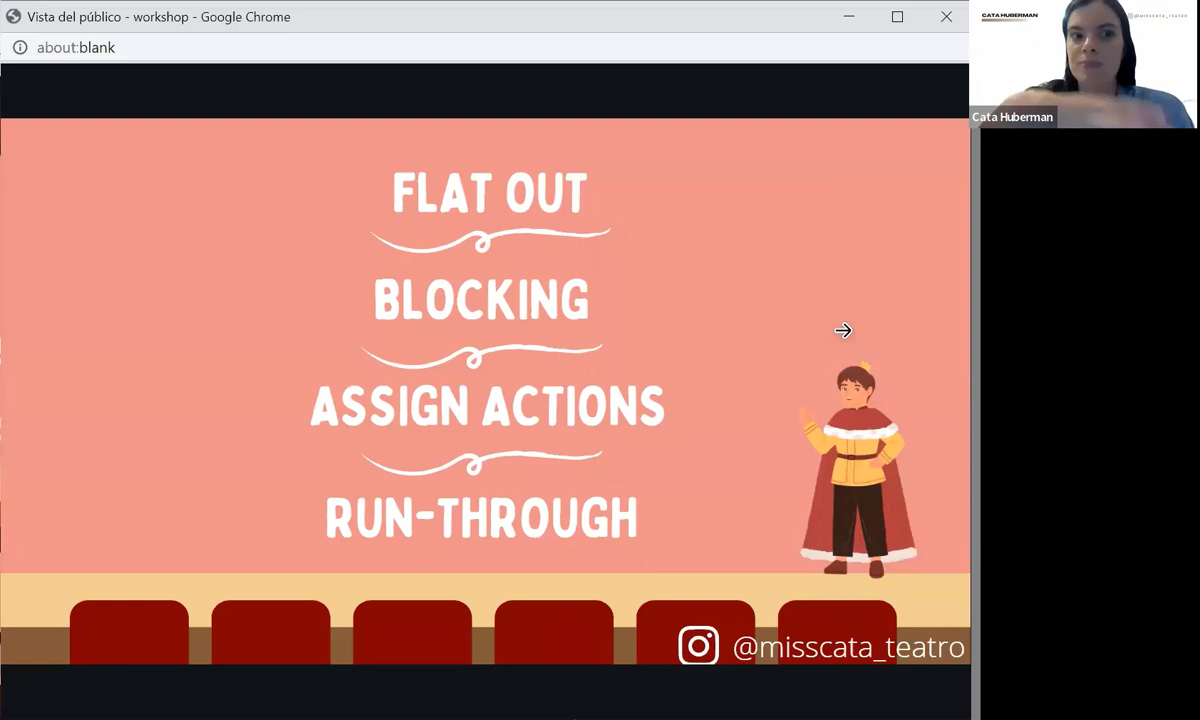 Vista del público - workshop - Google Chrome
about:blank
CATA HUBERMAN
@MISSCATA_TEATRO
Cata Huberman
FLAT OUT
BLOCKING
ASSIGN ACTIONS
RUN-THROUGH
@misscata_teatro